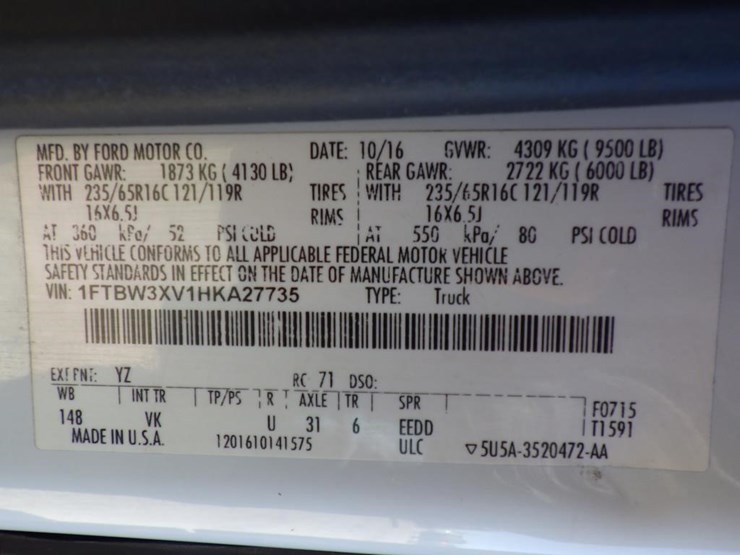 MFD. BY FORD MOTOR CO. DATE: 10/16 GVWR: 4309 KG ( 9500 LB)
FRONT GAWR: 1873 KG ( 4130 LB) REAR GAWR: 2722 KG ( 6000 LB)
WITH 235/65R16C 121/119R TIRES WITH 235/65R16C 121/119R TIRES
16X6.5J RIMS 16X6.5J RIMS
AT 360 kPa/ 52 PSI COLD AT 550 kPa/ 80 PSI COLD
THIS VEHICLE CONFORMS TO ALL APPLICABLE FEDERAL MOTOR VEHICLE
SAFETY STANDARDS IN EFFECT ON THE DATE OF MANUFACTURE SHOWN ABOVE.
VIN: 1FTBW3XV1HKA27735 TYPE: Truck
EXT PNT: YZ RC 71 DSO:
WB INT TR TP/PS R AXLE TR SPR
148 VK U 31 6 EEDD F0715
MADE IN U.S.A. 1201610141575 ULC T1591
▽5U5A-3520472-AA